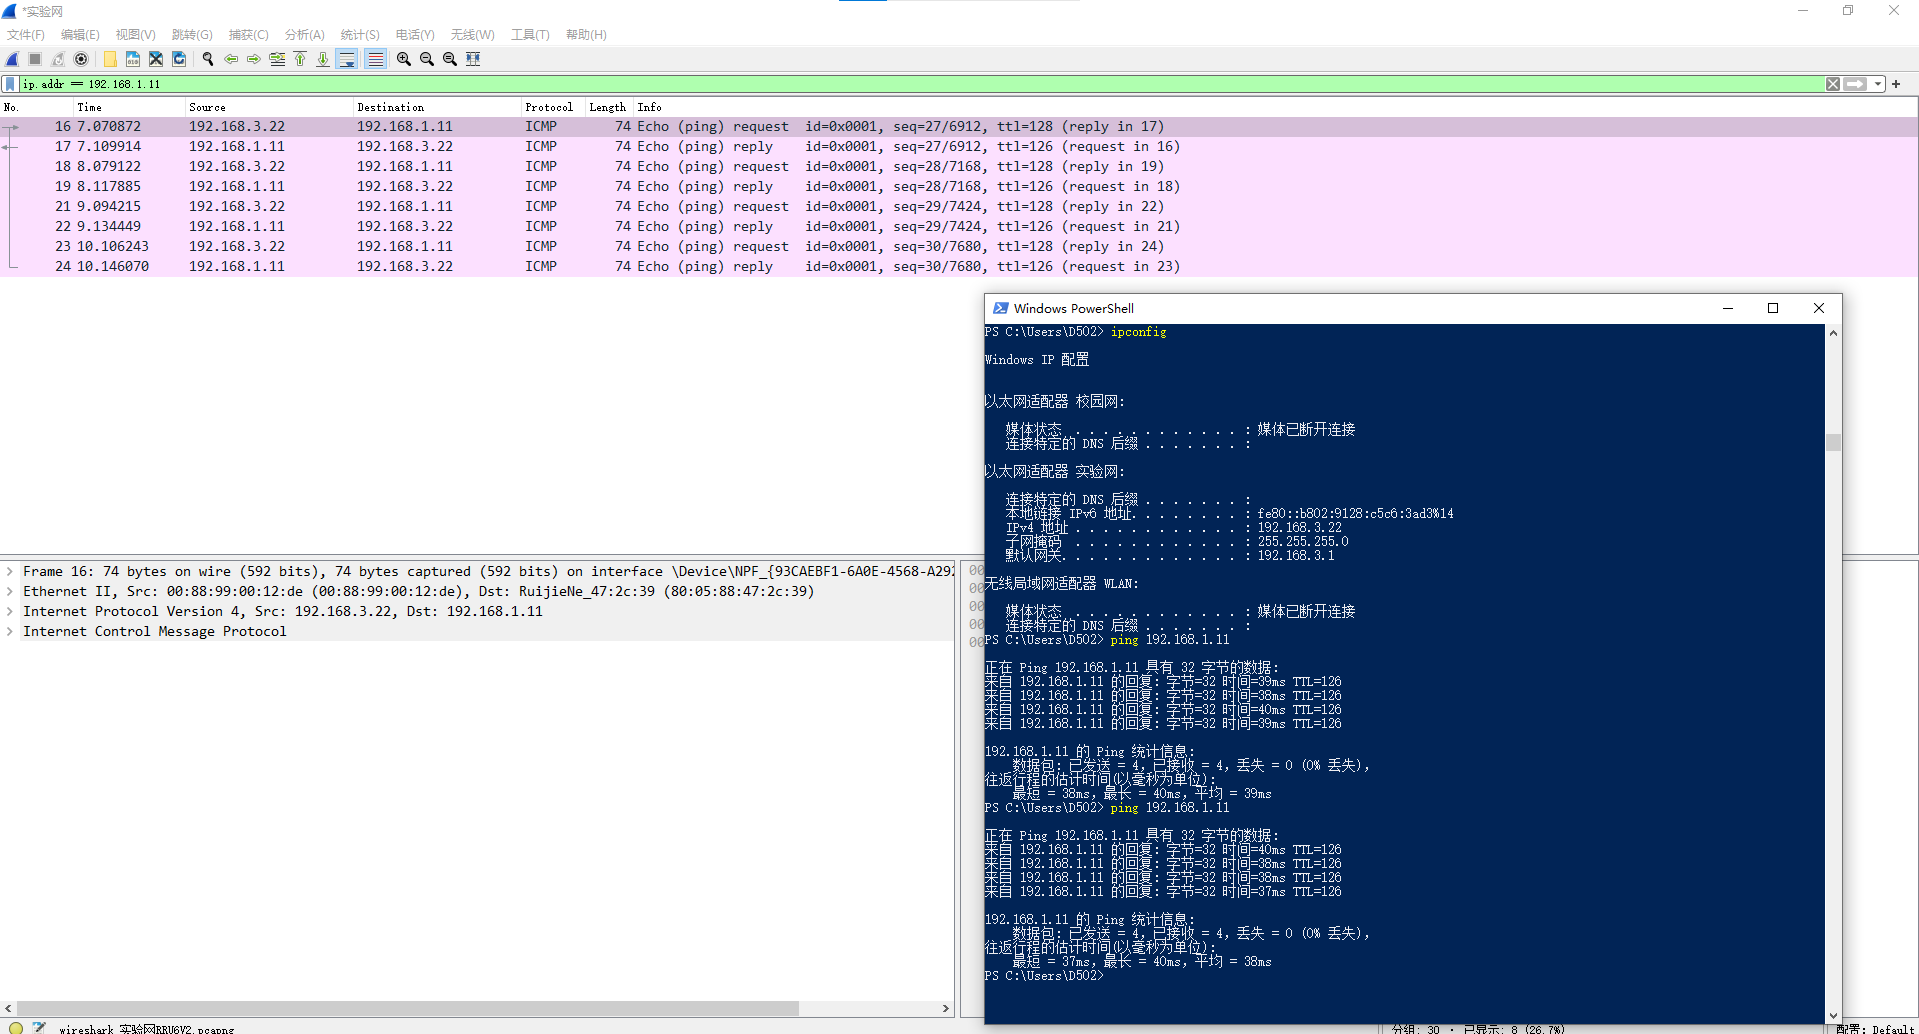 *实验网
文件(F) 编辑(E) 视图(V) 跳转(G) 捕获(C) 分析(A) 统计(S) 电话(Y) 无线(W) 工具(T) 帮助(H)
ip.addr == 192.168.1.11
No. Time Source Destination Protocol Length Info
16 7.070872 192.168.3.22 192.168.1.11 ICMP 74 Echo (ping) request id=0x0001, seq=27/6912, ttl=128 (reply in 17)
17 7.109914 192.168.1.11 192.168.3.22 ICMP 74 Echo (ping) reply id=0x0001, seq=27/6912, ttl=126 (request in 16)
18 8.079122 192.168.3.22 192.168.1.11 ICMP 74 Echo (ping) request id=0x0001, seq=28/7168, ttl=128 (reply in 19)
19 8.117885 192.168.1.11 192.168.3.22 ICMP 74 Echo (ping) reply id=0x0001, seq=28/7168, ttl=126 (request in 18)
21 9.094215 192.168.3.22 192.168.1.11 ICMP 74 Echo (ping) request id=0x0001, seq=29/7424, ttl=128 (reply in 22)
22 9.134449 192.168.1.11 192.168.3.22 ICMP 74 Echo (ping) reply id=0x0001, seq=29/7424, ttl=126 (request in 21)
23 10.106243 192.168.3.22 192.168.1.11 ICMP 74 Echo (ping) request id=0x0001, seq=30/7680, ttl=128 (reply in 24)
24 10.146070 192.168.1.11 192.168.3.22 ICMP 74 Echo (ping) reply id=0x0001, seq=30/7680, ttl=126 (request in 23)
Frame 16: 74 bytes on wire (592 bits), 74 bytes captured (592 bits) on interface \Device\NPF_{93CAEBF1-6A0E-4568-A292
Ethernet II, Src: 00:88:99:00:12:de (00:88:99:00:12:de), Dst: RuijieNe_47:2c:39 (80:05:88:47:2c:39)
Internet Protocol Version 4, Src: 192.168.3.22, Dst: 192.168.1.11
Internet Control Message Protocol
00
00
00
00
00
Windows PowerShell
PS C:\Users\D502> ipconfig
Windows IP 配置
以太网适配器 校园网:
媒体状态 . . . . . . . . . . . . : 媒体已断开连接
连接特定的 DNS 后缀 . . . . . . . :
以太网适配器 实验网:
连接特定的 DNS 后缀 . . . . . . . :
本地链接 IPv6 地址. . . . . . . . : fe80::b802:9128:c5c6:3ad3%14
IPv4 地址 . . . . . . . . . . . . : 192.168.3.22
子网掩码 . . . . . . . . . . . . : 255.255.255.0
默认网关. . . . . . . . . . . . . : 192.168.3.1
无线局域网适配器 WLAN:
媒体状态 . . . . . . . . . . . . : 媒体已断开连接
连接特定的 DNS 后缀 . . . . . . . :
PS C:\Users\D502> ping 192.168.1.11
正在 Ping 192.168.1.11 具有 32 字节的数据:
来自 192.168.1.11 的回复: 字节=32 时间=39ms TTL=126
来自 192.168.1.11 的回复: 字节=32 时间=38ms TTL=126
来自 192.168.1.11 的回复: 字节=32 时间=40ms TTL=126
来自 192.168.1.11 的回复: 字节=32 时间=39ms TTL=126
192.168.1.11 的 Ping 统计信息:
数据包: 已发送 = 4，已接收 = 4，丢失 = 0 (0% 丢失)，
往返行程的估计时间(以毫秒为单位):
最短 = 38ms，最长 = 40ms，平均 = 39ms
PS C:\Users\D502> ping 192.168.1.11
正在 Ping 192.168.1.11 具有 32 字节的数据:
来自 192.168.1.11 的回复: 字节=32 时间=40ms TTL=126
来自 192.168.1.11 的回复: 字节=32 时间=38ms TTL=126
来自 192.168.1.11 的回复: 字节=32 时间=38ms TTL=126
来自 192.168.1.11 的回复: 字节=32 时间=37ms TTL=126
192.168.1.11 的 Ping 统计信息:
数据包: 已发送 = 4，已接收 = 4，丢失 = 0 (0% 丢失)，
往返行程的估计时间(以毫秒为单位):
最短 = 37ms，最长 = 40ms，平均 = 38ms
PS C:\Users\D502>
wireshark_实验网RRU6V2.pcapng
分组: 30 · 已显示: 8 (26.7%)
配置: Default